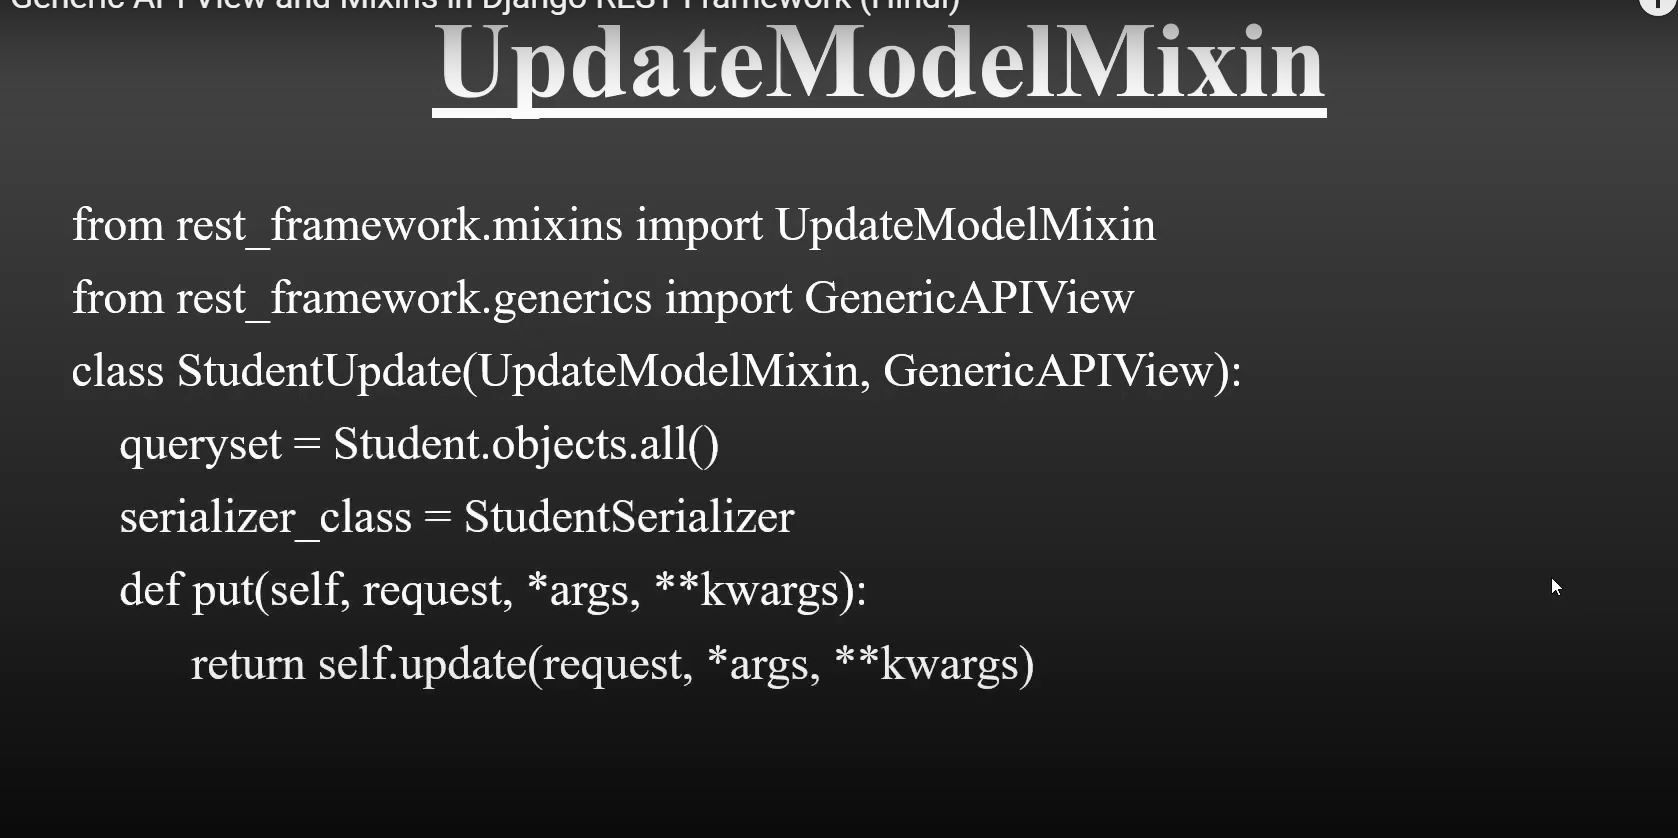 Generic API View and Mixins in Django REST Framework (Hindi)
UpdateModelMixin
from rest_framework.mixins import UpdateModelMixin
from rest_framework.generics import GenericAPIView
class StudentUpdate(UpdateModelMixin, GenericAPIView):
queryset = Student.objects.all()
serializer_class = StudentSerializer
def put(self, request, *args, **kwargs):
return self.update(request, *args, **kwargs)